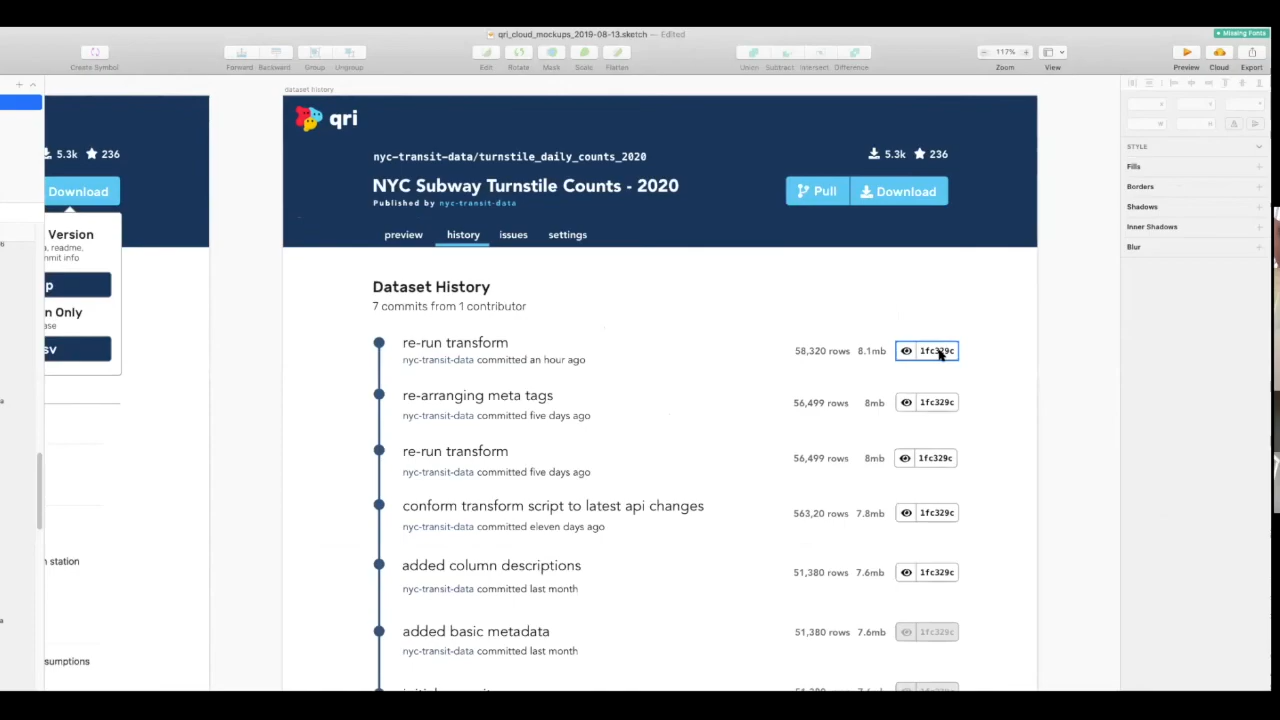 qri_cloud_mockups_2019-08-13.sketch — Edited
Missing Fonts
Create Symbol
Forward Backward Group Ungroup
Edit Rotate Mask Scale Flatten
Union Subtract Intersect Difference
117%
Zoom
View
Preview Cloud Export
5.3k 236
Download
Version
readme.
Only
dataset history
qri
nyc-transit-data/turnstile_daily_counts_2020
5.3k 236
NYC Subway Turnstile Counts - 2020
Published by nyc-transit-data
Pull Download
preview history issues settings
Dataset History
7 commits from 1 contributor
re-run transform
nyc-transit-data committed an hour ago
58,320 rows 8.1mb 1fc329c
re-arranging meta tags
nyc-transit-data committed five days ago
56,499 rows 8mb 1fc329c
re-run transform
nyc-transit-data committed five days ago
56,499 rows 8mb 1fc329c
conform transform script to latest api changes
nyc-transit-data committed eleven days ago
563,20 rows 7.8mb 1fc329c
added column descriptions
nyc-transit-data committed last month
51,380 rows 7.6mb 1fc329c
added basic metadata
nyc-transit-data committed last month
51,380 rows 7.6mb 1fc329c
station
sumptions
STYLE
Fills
Borders
Shadows
Inner Shadows
Blur